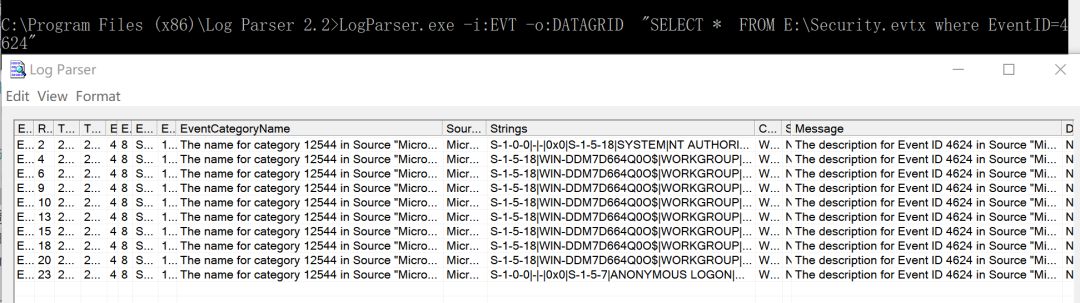 C:\Program Files (x86)\Log Parser 2.2>LogParser.exe -i:EVT -o:DATAGRID  "SELECT *  FROM E:\Security.evtx where EventID=4
624"
Log Parser
Edit View Format
E... R... T... T... E E... E... E... EventCategoryName Sour... Strings C... S Message D
E... 2 2... 2... 4 8 S... 1... The name for category 12544 in Source "Micro... Micr... S-1-0-0|-|-|0x0|S-1-5-18|SYSTEM|NT AUTHORI... W... N The description for Event ID 4624 in Source "Mi... N
E... 4 2... 2... 4 8 S... 1... The name for category 12544 in Source "Micro... Micr... S-1-5-18|WIN-DDM7D664Q0O$|WORKGROUP|... W... N The description for Event ID 4624 in Source "Mi... N
E... 6 2... 2... 4 8 S... 1... The name for category 12544 in Source "Micro... Micr... S-1-5-18|WIN-DDM7D664Q0O$|WORKGROUP|... W... N The description for Event ID 4624 in Source "Mi... N
E... 9 2... 2... 4 8 S... 1... The name for category 12544 in Source "Micro... Micr... S-1-5-18|WIN-DDM7D664Q0O$|WORKGROUP|... W... N The description for Event ID 4624 in Source "Mi... N
E... 10 2... 2... 4 8 S... 1... The name for category 12544 in Source "Micro... Micr... S-1-5-18|WIN-DDM7D664Q0O$|WORKGROUP|... W... N The description for Event ID 4624 in Source "Mi... N
E... 13 2... 2... 4 8 S... 1... The name for category 12544 in Source "Micro... Micr... S-1-5-18|WIN-DDM7D664Q0O$|WORKGROUP|... W... N The description for Event ID 4624 in Source "Mi... N
E... 15 2... 2... 4 8 S... 1... The name for category 12544 in Source "Micro... Micr... S-1-5-18|WIN-DDM7D664Q0O$|WORKGROUP|... W... N The description for Event ID 4624 in Source "Mi... N
E... 18 2... 2... 4 8 S... 1... The name for category 12544 in Source "Micro... Micr... S-1-5-18|WIN-DDM7D664Q0O$|WORKGROUP|... W... N The description for Event ID 4624 in Source "Mi... N
E... 20 2... 2... 4 8 S... 1... The name for category 12544 in Source "Micro... Micr... S-1-5-18|WIN-DDM7D664Q0O$|WORKGROUP|... W... N The description for Event ID 4624 in Source "Mi... N
E... 23 2... 2... 4 8 S... 1... The name for category 12544 in Source "Micro... Micr... S-1-0-0|-|-|0x0|S-1-5-7|ANONYMOUS LOGON|... W... N The description for Event ID 4624 in Source "Mi... N